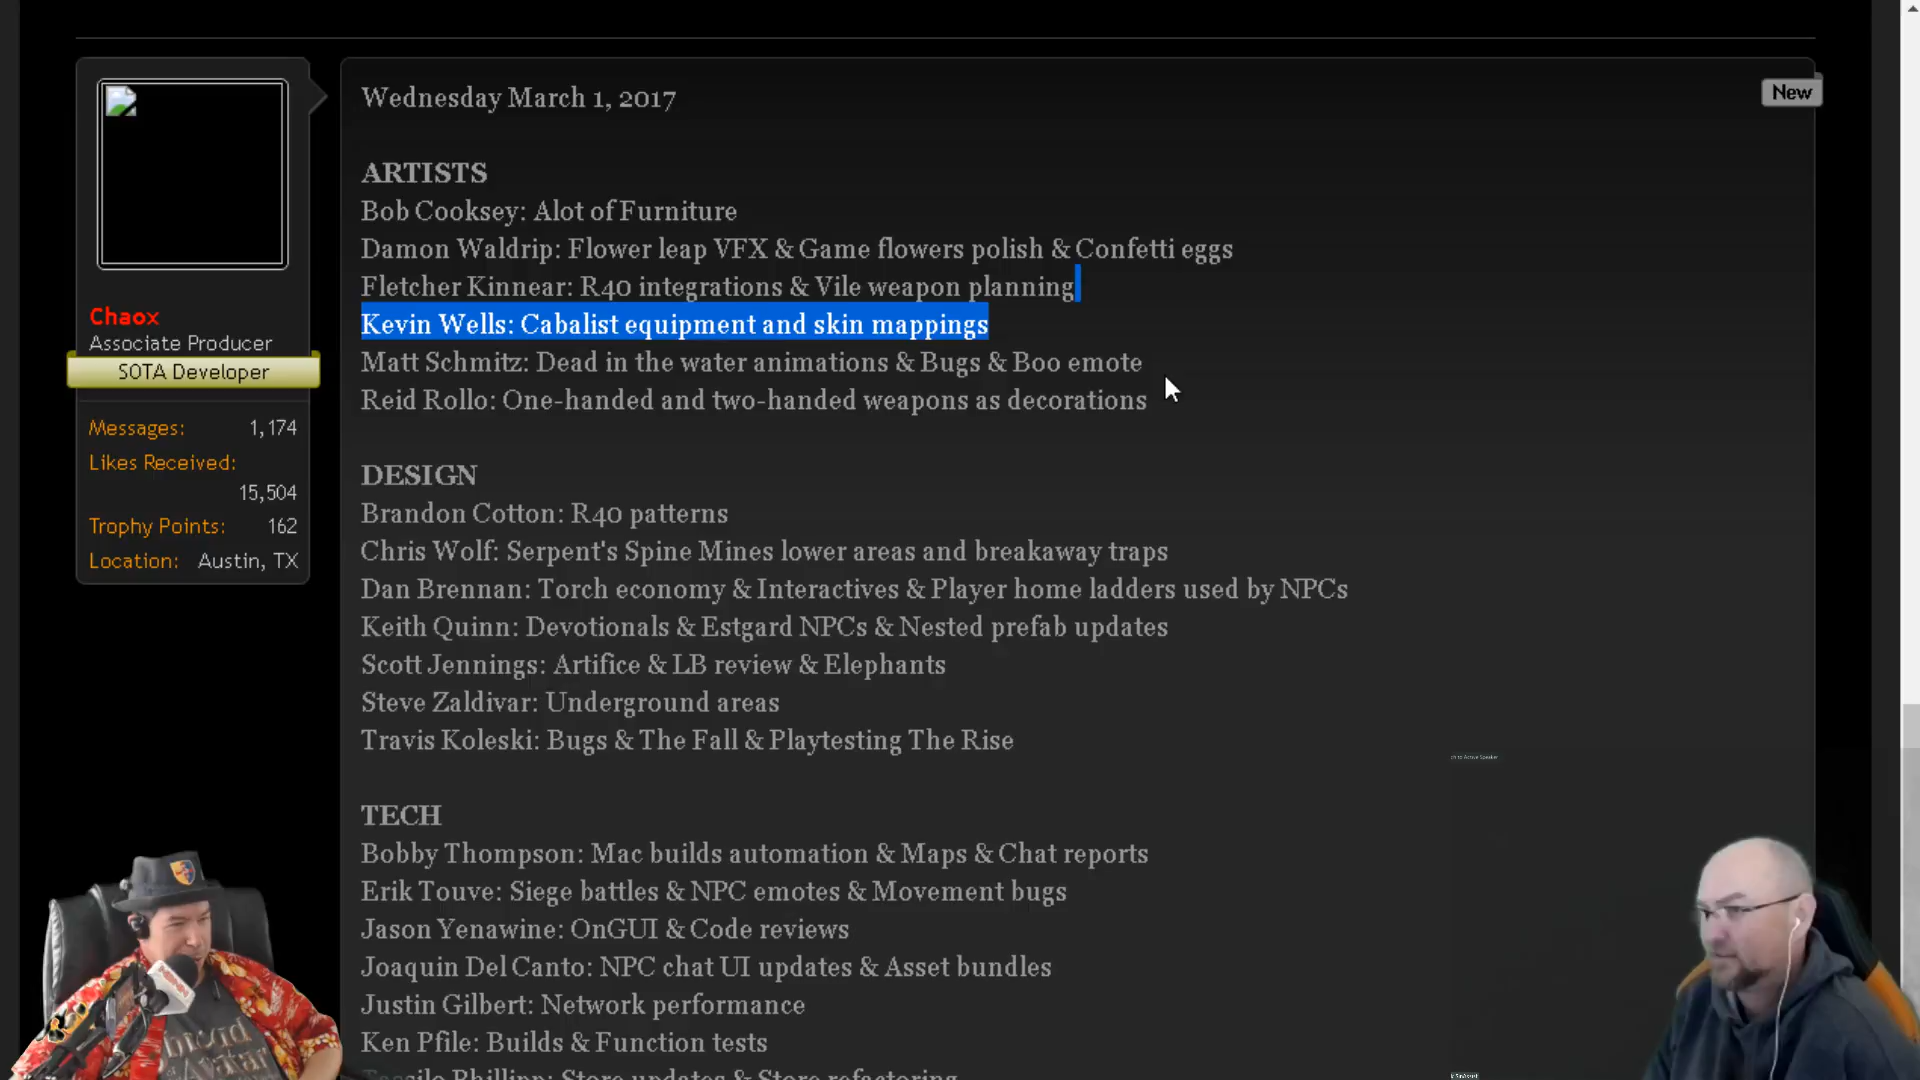 Wednesday March 1, 2017
New
ARTISTS
Bob Cooksey: Alot of Furniture
Damon Waldrip: Flower leap VFX & Game flowers polish & Confetti eggs
Fletcher Kinnear: R40 integrations & Vile weapon planning
Kevin Wells: Cabalist equipment and skin mappings
Matt Schmitz: Dead in the water animations & Bugs & Boo emote
Reid Rollo: One-handed and two-handed weapons as decorations
Chaox
Associate Producer
SOTA Developer
Messages: 1,174
Likes Received:
15,504
Trophy Points: 162
Location: Austin, TX
DESIGN
Brandon Cotton: R40 patterns
Chris Wolf: Serpent's Spine Mines lower areas and breakaway traps
Dan Brennan: Torch economy & Interactives & Player home ladders used by NPCs
Keith Quinn: Devotionals & Estgard NPCs & Nested prefab updates
Scott Jennings: Artifice & LB review & Elephants
Steve Zaldivar: Underground areas
Travis Koleski: Bugs & The Fall & Playtesting The Rise
to Active Speaker
TECH
Bobby Thompson: Mac builds automation & Maps & Chat reports
Erik Touve: Siege battles & NPC emotes & Movement bugs
Jason Yenawine: OnGUI & Code reviews
Joaquin Del Canto: NPC chat UI updates & Asset bundles
Justin Gilbert: Network performance
Ken Pfile: Builds & Function tests
Phillipp: Store updates & Store refactoring